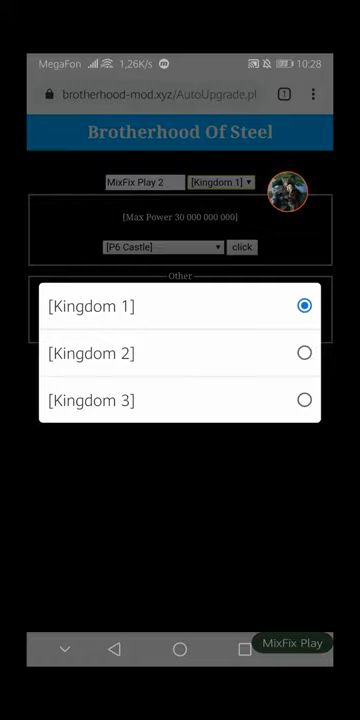 MegaFon 1,26K/s 10:28
brotherhood-mod.xyz/AutoUpgrade.pl 1
Brotherhood Of Steel
MixFix Play 2 [Kingdom 1]
[Max Power 30 000 000 000]
[P6 Castle] click
Other
[Kingdom 1]
[Kingdom 2]
[Kingdom 3]
MixFix Play